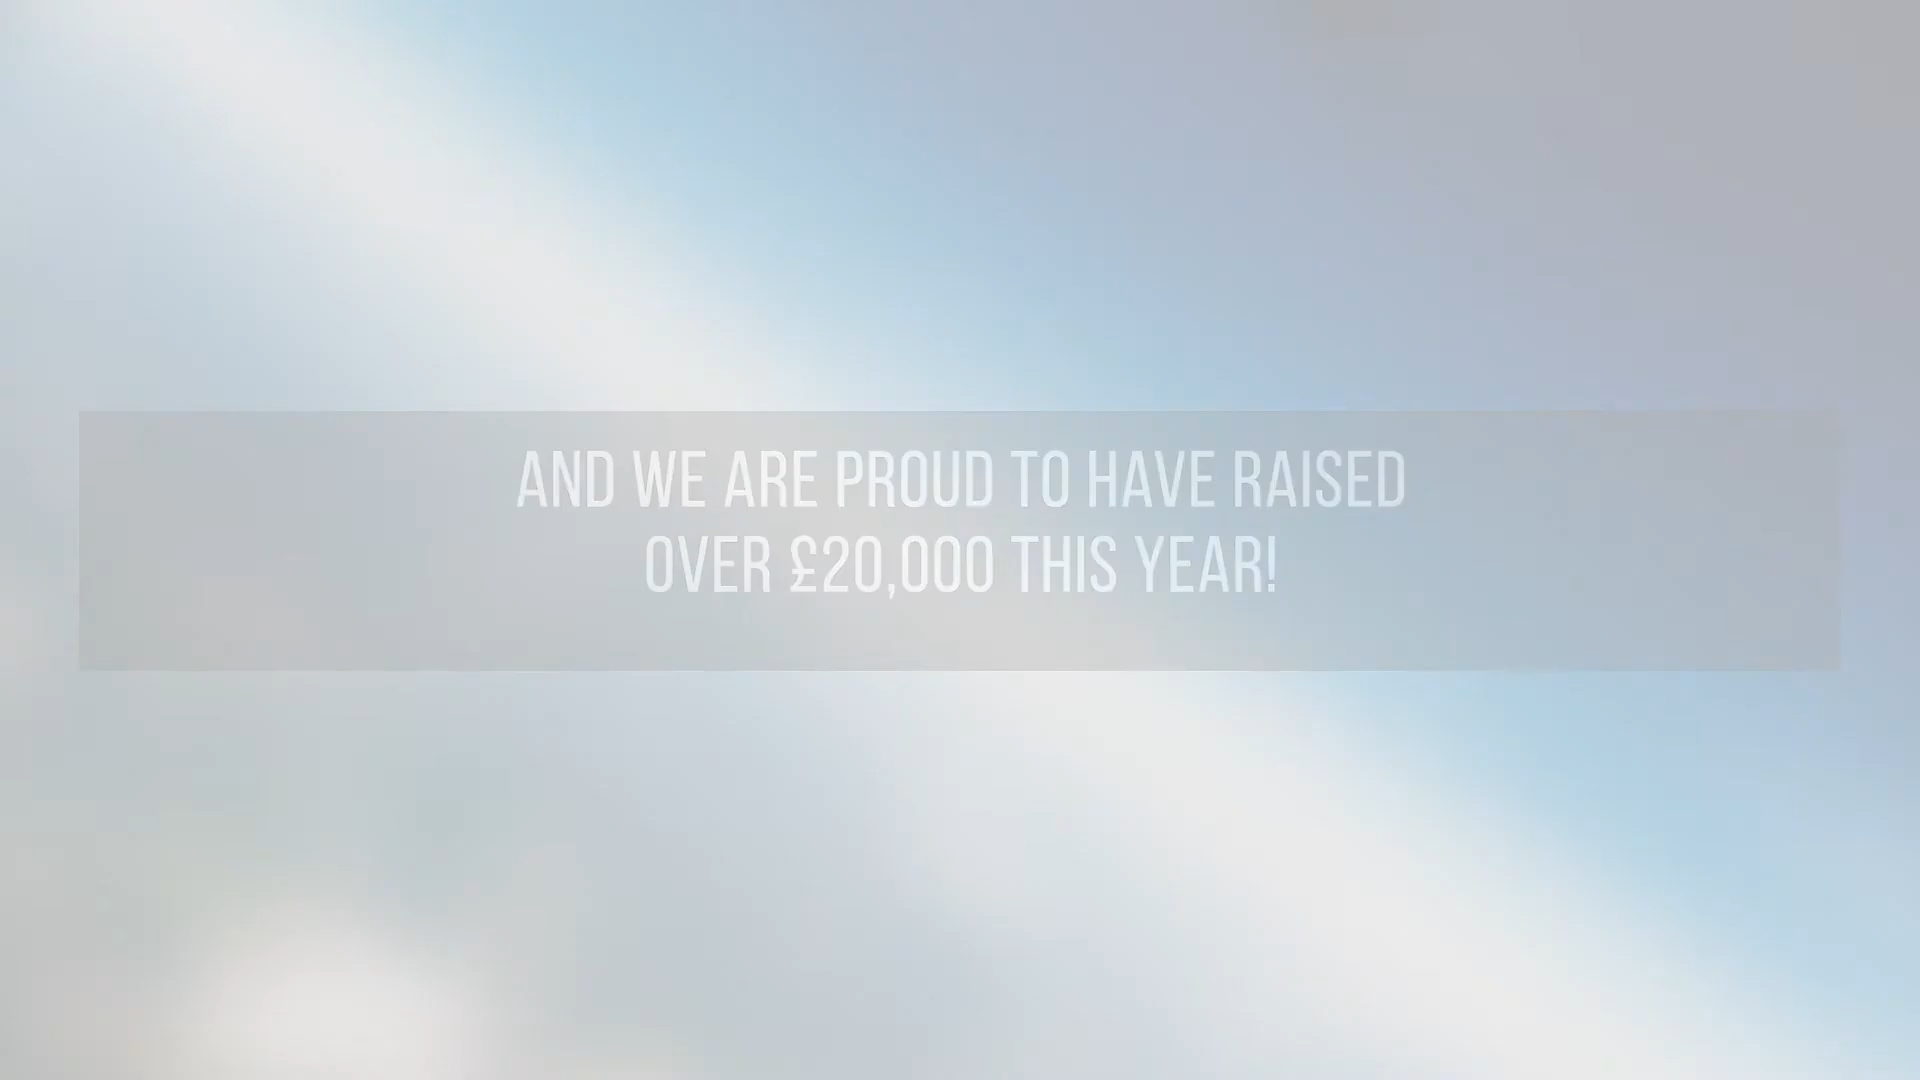 AND WE ARE PROUD TO HAVE RAISED
OVER £20,000 THIS YEAR!